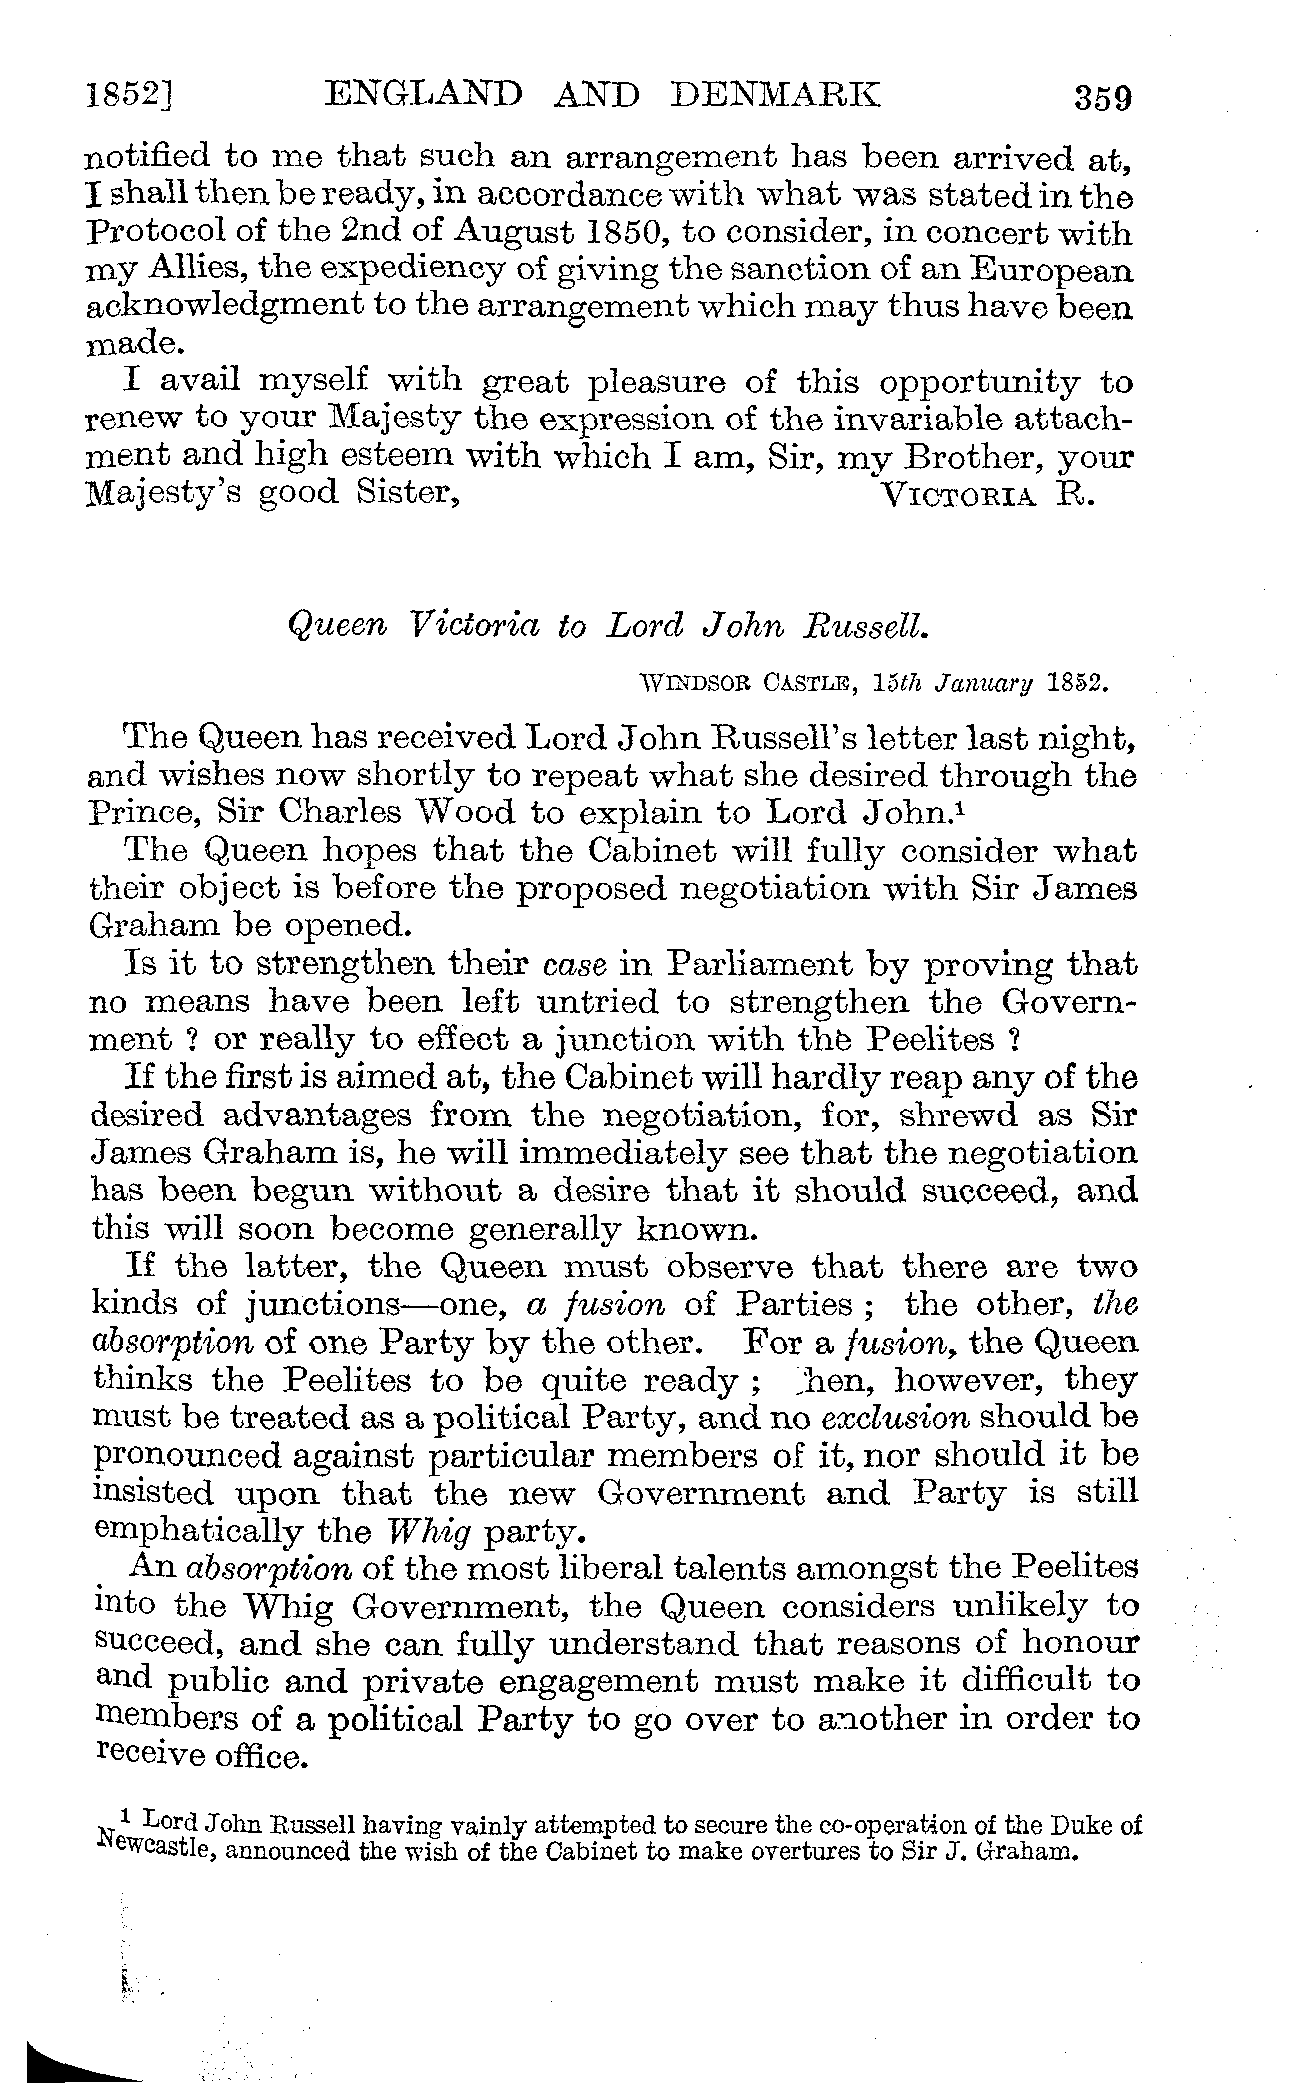 1852] ENGLAND AND DENMARK 359
notified to me that such an arrangement has been arrived at,
I shall then be ready, in accordance with what was stated in the
Protocol of the 2nd of August 1850, to consider, in concert with
my Allies, the expediency of giving the sanction of an European
acknowledgment to the arrangement which may thus have been
made.
I avail myself with great pleasure of this opportunity to
renew to your Majesty the expression of the invariable attach-
ment and high esteem with which I am, Sir, my Brother, your
Majesty's good Sister, VICTORIA R.
Queen Victoria to Lord John Russell.
WINDSOR CASTLE, 15th January 1852.
The Queen has received Lord John Russell's letter last night,
and wishes now shortly to repeat what she desired through the
Prince, Sir Charles Wood to explain to Lord John.¹
The Queen hopes that the Cabinet will fully consider what
their object is before the proposed negotiation with Sir James
Graham be opened.
Is it to strengthen their case in Parliament by proving that
no means have been left untried to strengthen the Govern-
ment ? or really to effect a junction with the Peelites ?
If the first is aimed at, the Cabinet will hardly reap any of the
desired advantages from the negotiation, for, shrewd as Sir
James Graham is, he will immediately see that the negotiation
has been begun without a desire that it should succeed, and
this will soon become generally known.
If the latter, the Queen must observe that there are two
kinds of junctions—one, a fusion of Parties ; the other, the
absorption of one Party by the other. For a fusion, the Queen
thinks the Peelites to be quite ready ; then, however, they
must be treated as a political Party, and no exclusion should be
pronounced against particular members of it, nor should it be
insisted upon that the new Government and Party is still
emphatically the Whig party.
An absorption of the most liberal talents amongst the Peelites
into the Whig Government, the Queen considers unlikely to
succeed, and she can fully understand that reasons of honour
and public and private engagement must make it difficult to
members of a political Party to go over to another in order to
receive office.
¹ Lord John Russell having vainly attempted to secure the co-operation of the Duke of
Newcastle, announced the wish of the Cabinet to make overtures to Sir J. Graham.